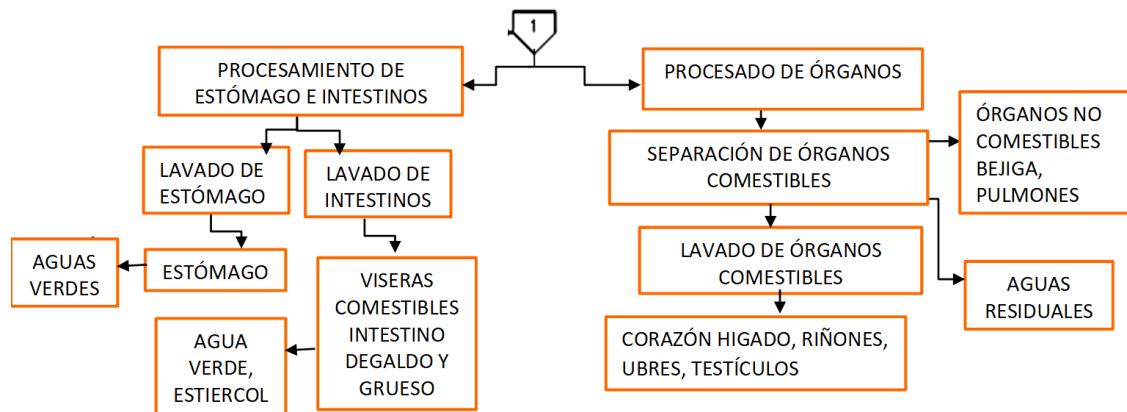 1
PROCESAMIENTO DE
ESTÓMAGO E INTESTINOS
PROCESADO DE ÓRGANOS
ÓRGANOS NO
COMESTIBLES
BEJIGA,
PULMONES
SEPARACIÓN DE ÓRGANOS
COMESTIBLES
LAVADO DE
ESTÓMAGO
LAVADO DE
INTESTINOS
LAVADO DE ÓRGANOS
COMESTIBLES
AGUAS
VERDES
ESTÓMAGO
VISERAS
COMESTIBLES
INTESTINO
DEGALDO Y
GRUESO
AGUAS
RESIDUALES
AGUA
VERDE,
ESTIERCOL
CORAZÓN HIGADO, RIÑONES,
UBRES, TESTÍCULOS